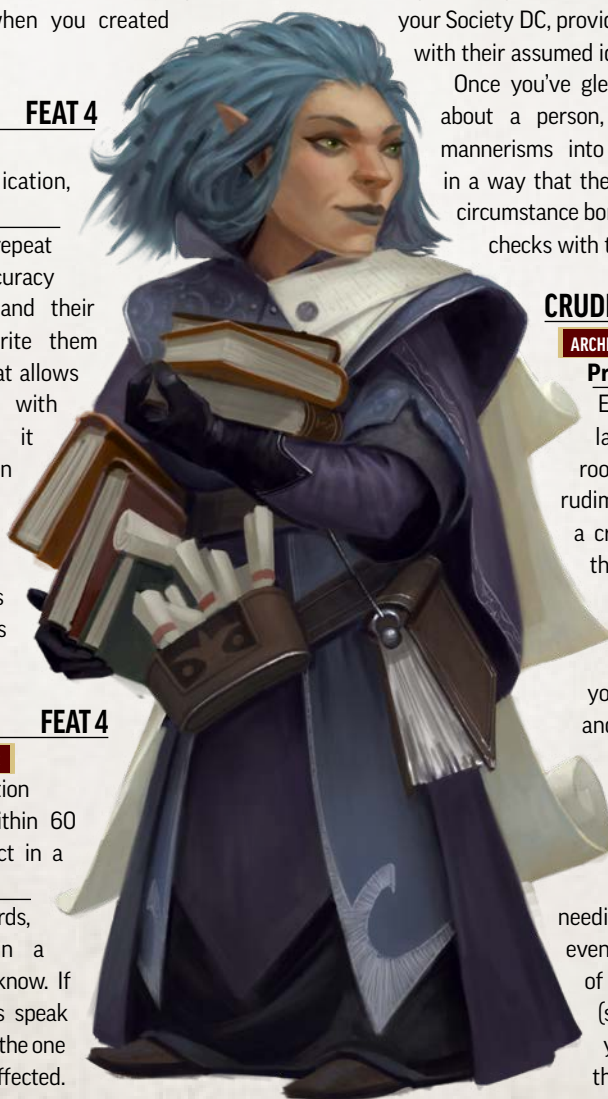 when you created
FEAT 4
ication,
repeat
curacy
and their
rite them
at allows
with
it
n
s
s
FEAT 4
tion
ithin 60
ct in a
rds,
n a
know. If
s speak
the one
ffected.
your Society DC, provid
with their assumed id
Once you've gle
about a person,
mannerisms into
in a way that the
circumstance bo
checks with t
CRUD
ARCH
Pr
E
la
roo
rudim
a cr
th
yo
and
needi
even
of
(s
y
th